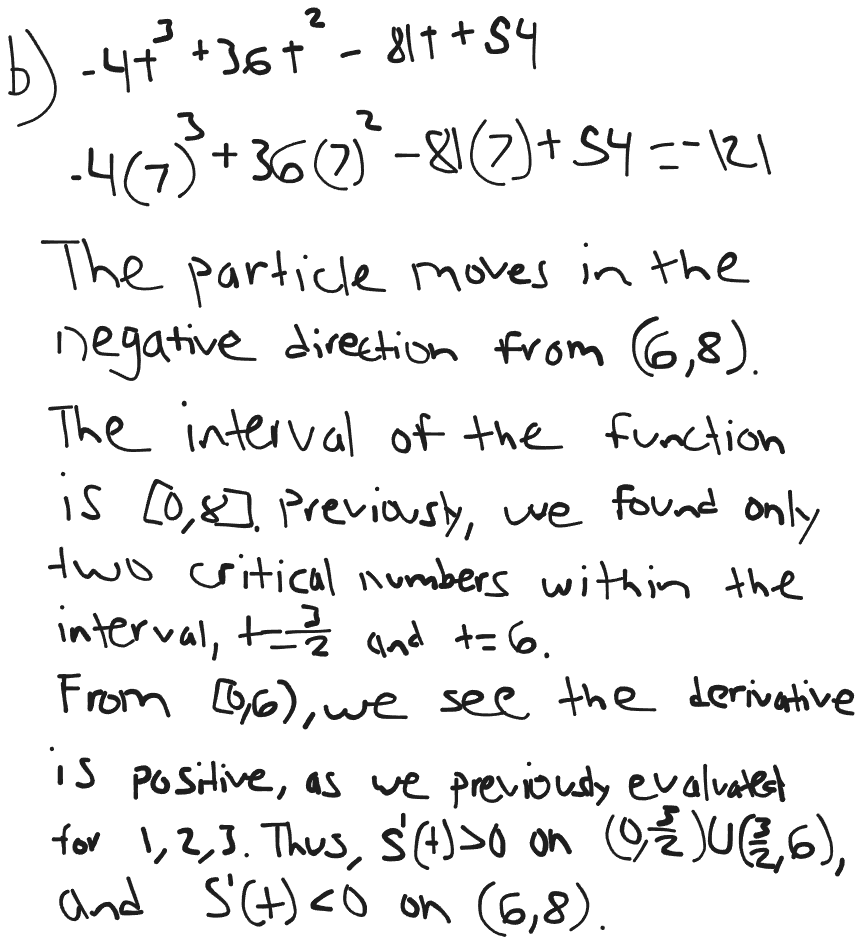 b) -4t³ + 36t² - 81t + 54
-4(7)³ + 36(7)² - 81(7) + 54 = -121
The particle moves in the
negative direction from (6,8).
The interval of the function
is [0,8]. Previously, we found only
two critical numbers within the
interval, t=3/2 and t=6.
From [0,6), we see the derivative
is positive, as we previously evaluated
for 1,2,3. Thus, S'(t)>0 on (0,3/2)U(3/2,6),
and S'(t)<0 on (6,8).